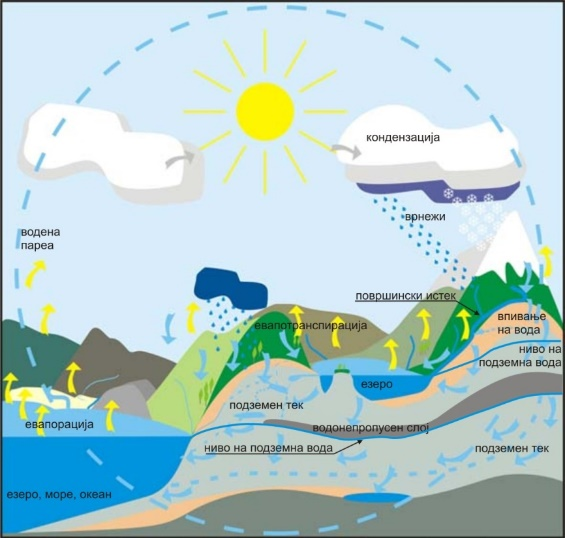 кондензација
врнежи
водена
пареа
површински истек
впивање
на вода
евапотранспирација
ниво на
подземна вода
езеро
подземен тек
евапорација
водонепропусен слој
ниво на подземна вода
подземен тек
езеро, море, океан